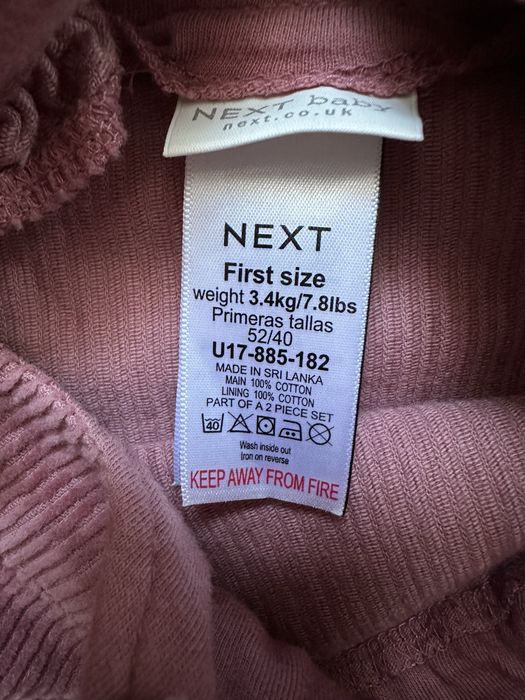 NEXT baby
next.co.uk
NEXT
First size
weight 3.4kg/7.8lbs
Primeras tallas
52/40
U17-885-182
MADE IN SRI LANKA
MAIN 100% COTTON
LINING 100% COTTON
PART OF A 2 PIECE SET
40
Wash inside out
Iron on reverse
KEEP AWAY FROM FIRE